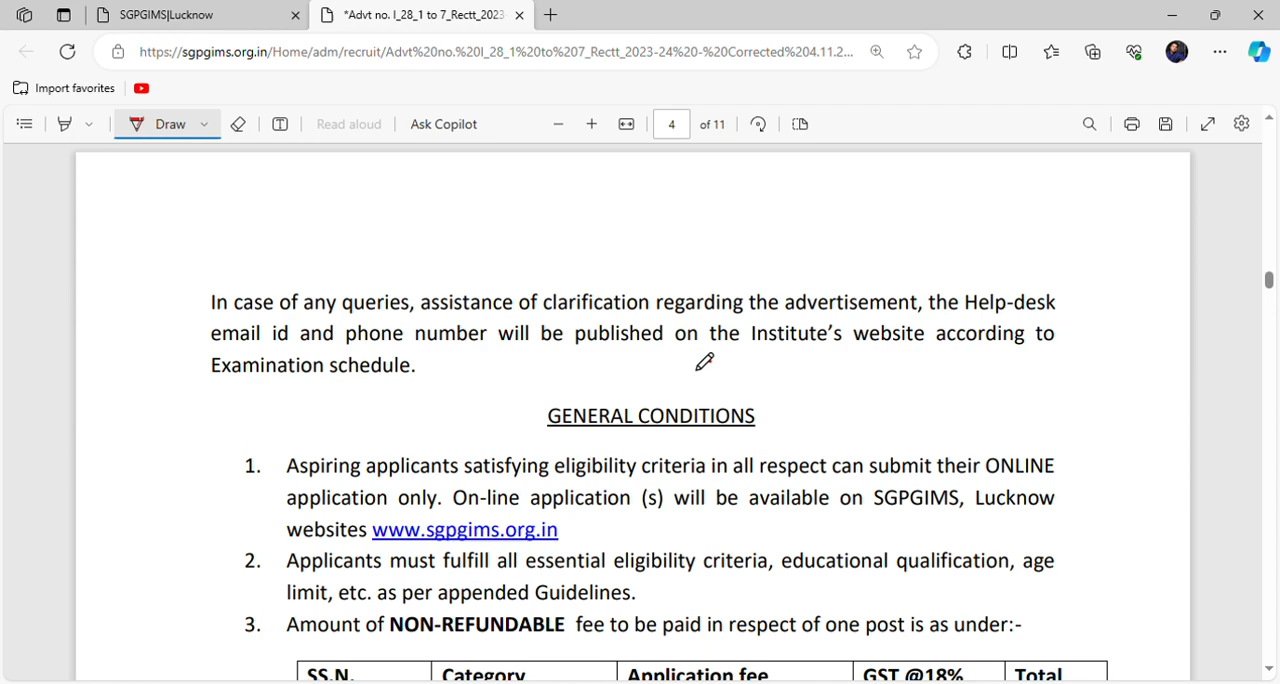 SGPGIMS|Lucknow
*Advt no. I_28_1 to 7_Rectt_2023
https://sgpgims.org.in/Home/adm/recruit/Advt%20no.%20I_28_1%20to%207_Rectt_2023-24%20-%20Corrected%204.11.2...
Import favorites
Draw
Read aloud
Ask Copilot
4 of 11
In case of any queries, assistance of clarification regarding the advertisement, the Help-desk
email id and phone number will be published on the Institute's website according to
Examination schedule.
GENERAL CONDITIONS
1. Aspiring applicants satisfying eligibility criteria in all respect can submit their ONLINE
application only. On-line application (s) will be available on SGPGIMS, Lucknow
websites www.sgpgims.org.in
2. Applicants must fulfill all essential eligibility criteria, educational qualification, age
limit, etc. as per appended Guidelines.
3. Amount of NON-REFUNDABLE fee to be paid in respect of one post is as under:-
SS.N. Category Application fee GST @18% Total